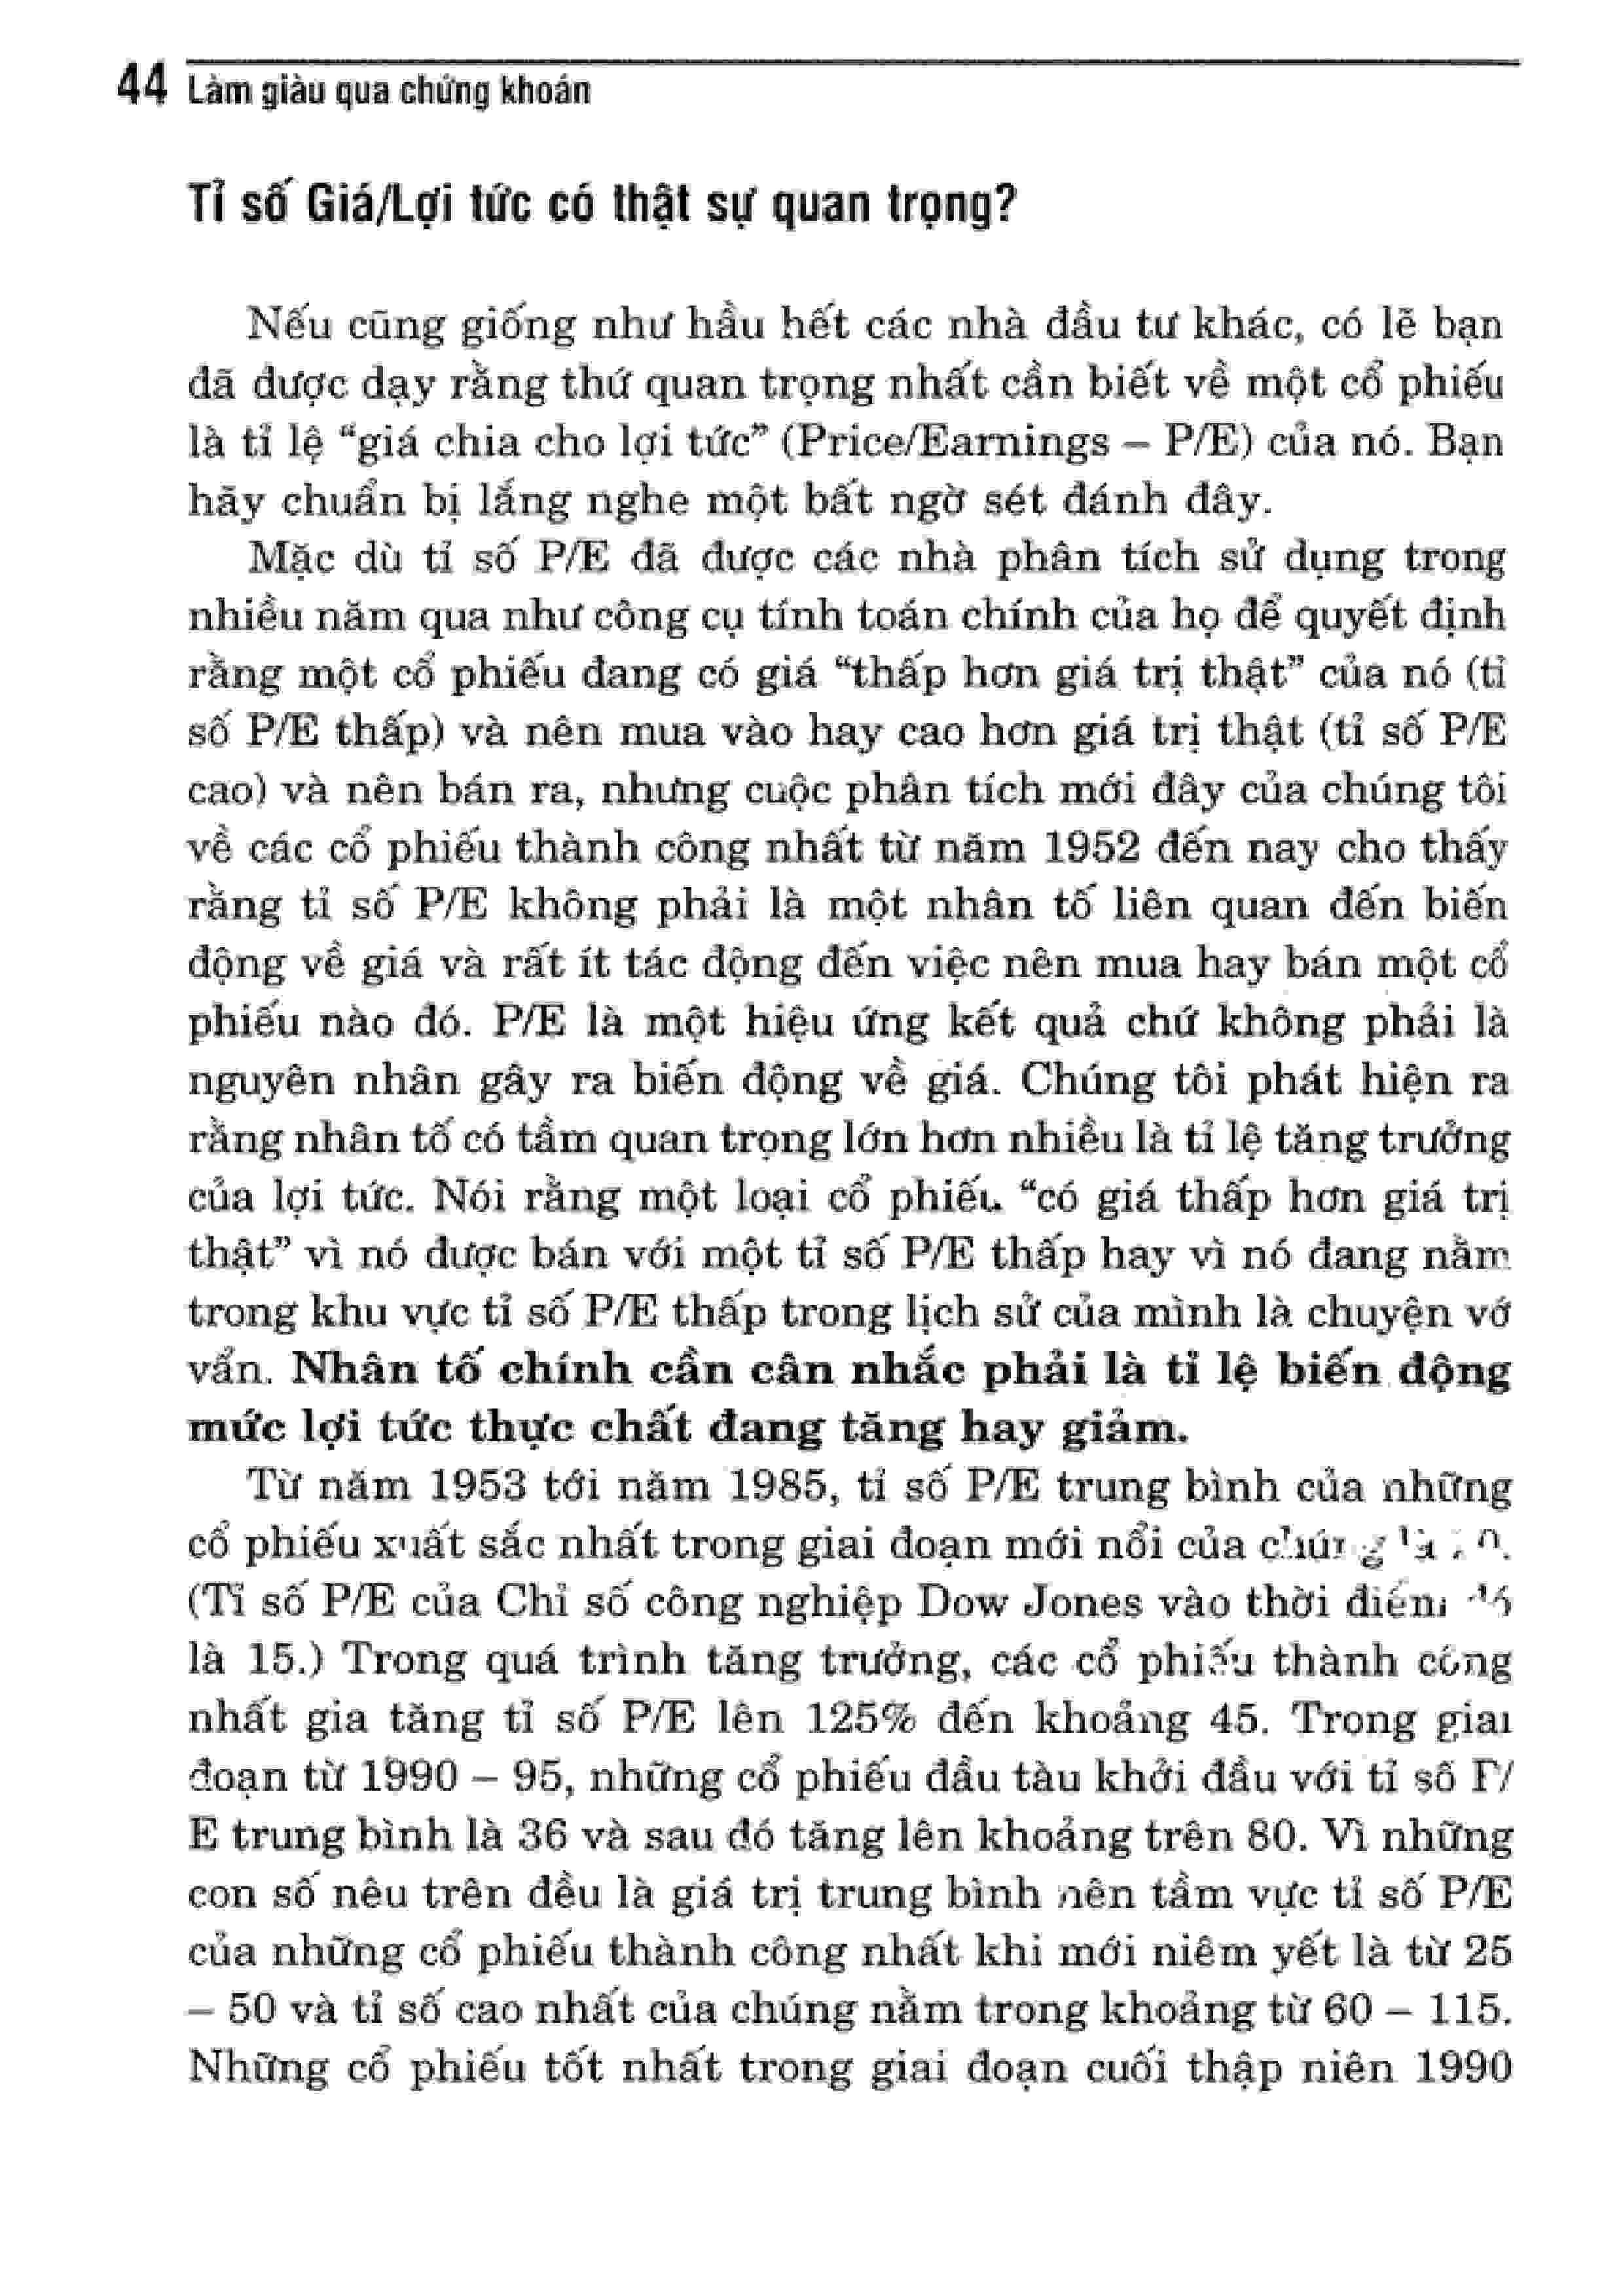 44 Làm giàu qua chứng khoán
Tỉ số Giá/Lợi tức có thật sự quan trọng?
Nếu cũng giống như hầu hết các nhà đầu tư khác, có lẽ bạn
đã được dạy rằng thứ quan trọng nhất cần biết về một cổ phiếu
là tỉ lệ “giá chia cho lợi tức” (Price/Earnings – P/E) của nó. Bạn
hãy chuẩn bị lắng nghe một bất ngờ sét đánh đây.
Mặc dù tỉ số P/E đã được các nhà phân tích sử dụng trong
nhiều năm qua như công cụ tính toán chính của họ để quyết định
rằng một cổ phiếu đang có giá “thấp hơn giá trị thật” của nó (tỉ
số P/E thấp) và nên mua vào hay cao hơn giá trị thật (tỉ số P/E
cao) và nên bán ra, nhưng cuộc phân tích mới đây của chúng tôi
về các cổ phiếu thành công nhất từ năm 1952 đến nay cho thấy
rằng tỉ số P/E không phải là một nhân tố liên quan đến biến
động về giá và rất ít tác động đến việc nên mua hay bán một cổ
phiếu nào đó. P/E là một hiệu ứng kết quả chứ không phải là
nguyên nhân gây ra biến động về giá. Chúng tôi phát hiện ra
rằng nhân tố có tầm quan trọng lớn hơn nhiều là tỉ lệ tăng trưởng
của lợi tức. Nói rằng một loại cổ phiếu “có giá thấp hơn giá trị
thật” vì nó được bán với một tỉ số P/E thấp hay vì nó đang nằm
trong khu vực tỉ số P/E thấp trong lịch sử của mình là chuyện vớ
vẩn. Nhân tố chính cần cân nhắc phải là tỉ lệ biến động
mức lợi tức thực chất đang tăng hay giảm.
Từ năm 1953 tới năm 1985, tỉ số P/E trung bình của những
cổ phiếu xuất sắc nhất trong giai đoạn mới nổi của chúng là
(Tỉ số P/E của Chỉ số công nghiệp Dow Jones vào thời điểm đó
là 15.) Trong quá trình tăng trưởng, các cổ phiếu thành công
nhất gia tăng tỉ số P/E lên 125% đến khoảng 45. Trong giai
đoạn từ 1990 – 95, những cổ phiếu đầu tàu khởi đầu với tỉ số P/
E trung bình là 36 và sau đó tăng lên khoảng trên 80. Vì những
con số nêu trên đều là giá trị trung bình nên tầm vực tỉ số P/E
của những cổ phiếu thành công nhất khi mới niêm yết là từ 25
– 50 và tỉ số cao nhất của chúng nằm trong khoảng từ 60 – 115.
Những cổ phiếu tốt nhất trong giai đoạn cuối thập niên 1990